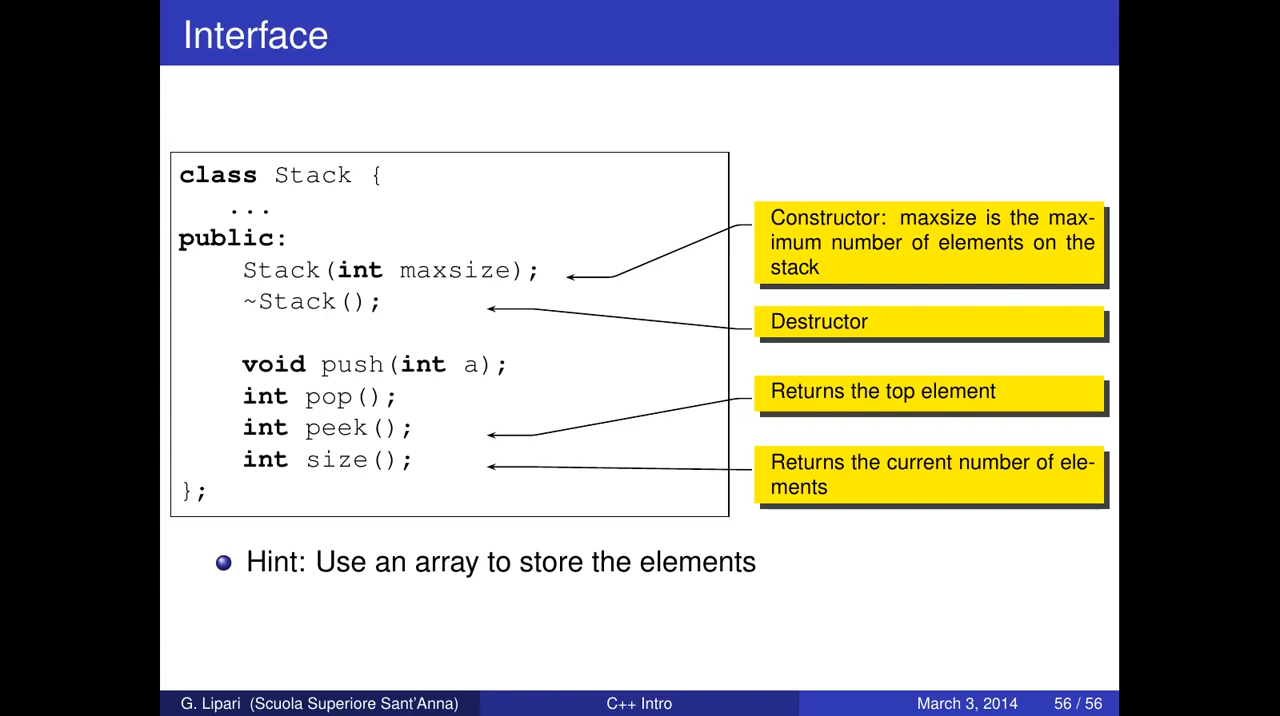 Interface
class Stack {
...
public:
Stack(int maxsize);
~Stack();
void push(int a);
int pop();
int peek();
int size();
};
Constructor: maxsize is the max-
imum number of elements on the
stack
Destructor
Returns the top element
Returns the current number of ele-
ments
Hint: Use an array to store the elements
G. Lipari (Scuola Superiore Sant'Anna)
C++ Intro
March 3, 2014
56 / 56